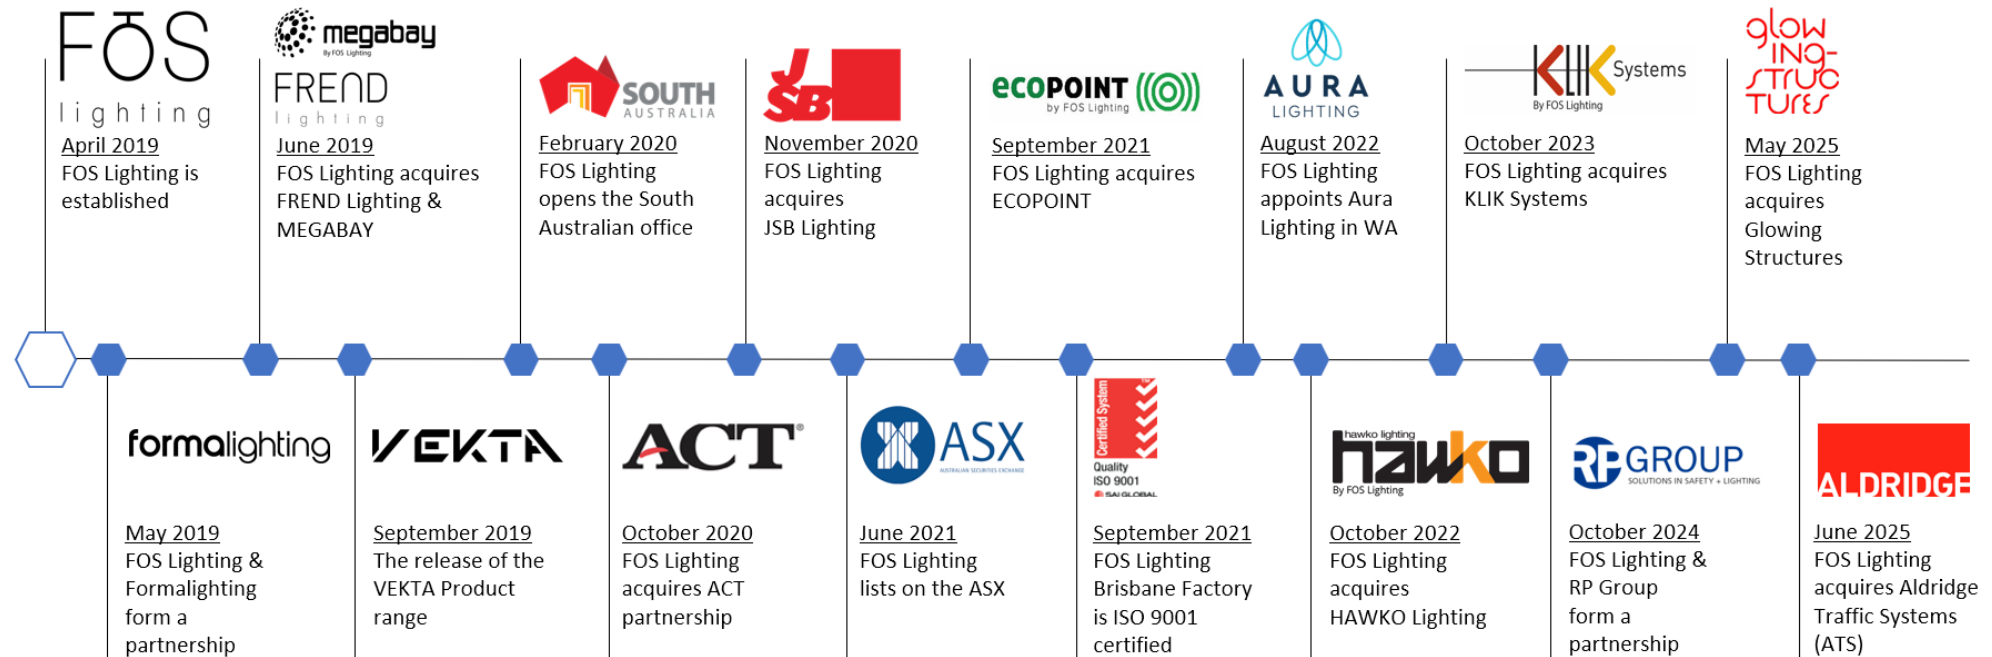 FOS
lighting
April 2019
FOS Lighting is
established
megabay
By FOS Lighting
FREND
lighting
June 2019
FOS Lighting acquires
FREND Lighting &
MEGABAY
SOUTH
AUSTRALIA
February 2020
FOS Lighting
opens the South
Australian office
JSB
November 2020
FOS Lighting
acquires
JSB Lighting
ecoPOINT
by FOS Lighting
September 2021
FOS Lighting acquires
ECOPOINT
AURA
LIGHTING
August 2022
FOS Lighting
appoints Aura
Lighting in WA
KLIK Systems
By FOS Lighting
October 2023
FOS Lighting acquires
KLIK Systems
glow
ING-
STRUC
TURES
May 2025
FOS Lighting
acquires
Glowing
Structures
formalighting
May 2019
FOS Lighting &
Formalighting
form a
partnership
VEKTA
September 2019
The release of the
VEKTA Product
range
ACT®
October 2020
FOS Lighting
acquires ACT
partnership
ASX
AUSTRALIAN SECURITIES EXCHANGE
June 2021
FOS Lighting
lists on the ASX
Certified System
TM
Quality
ISO 9001
SAI GLOBAL
September 2021
FOS Lighting
Brisbane Factory
is ISO 9001
certified
hawko lighting
hawko
By FOS Lighting
October 2022
FOS Lighting
acquires
HAWKO Lighting
RP GROUP
SOLUTIONS IN SAFETY + LIGHTING
October 2024
FOS Lighting &
RP Group
form a
partnership
ALDRIDGE
June 2025
FOS Lighting
acquires Aldridge
Traffic Systems
(ATS)